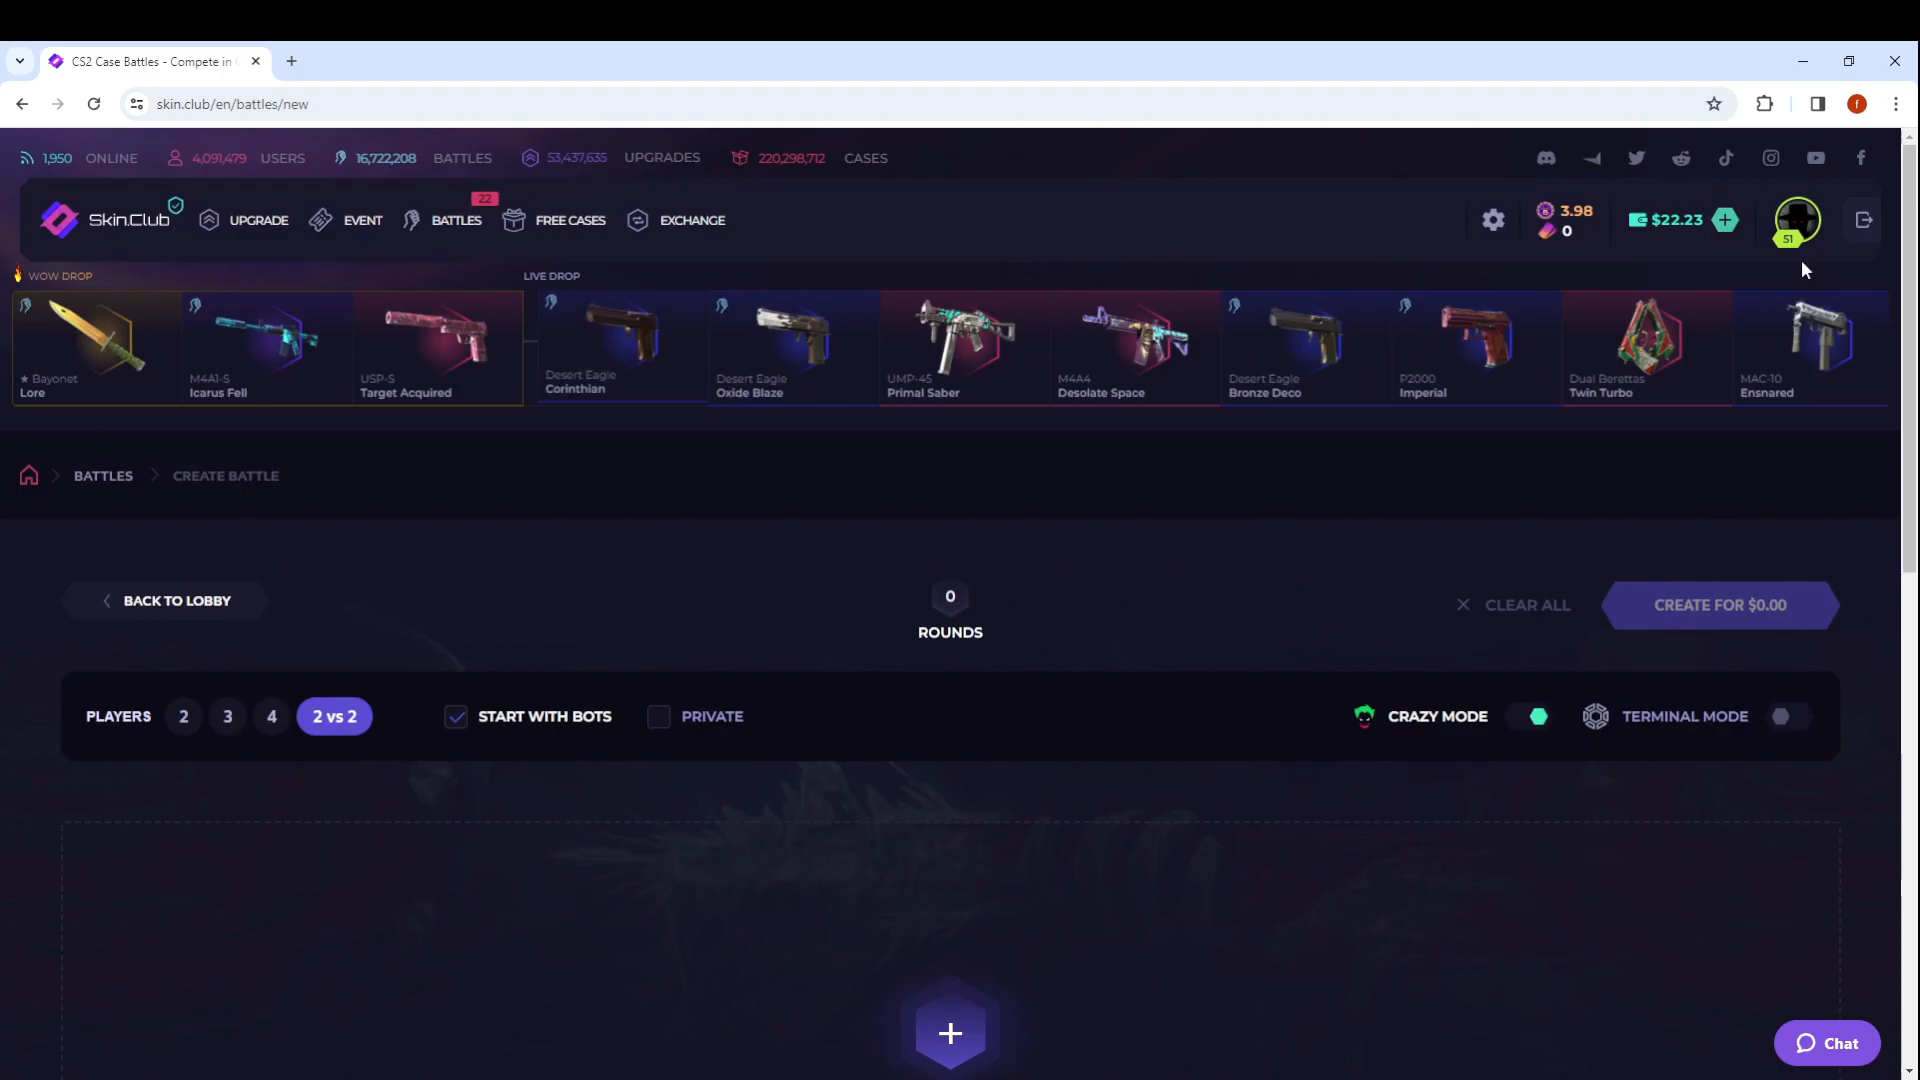 CS2 Case Battles - Compete in
skin.club/en/battles/new
f
1,950 ONLINE 4,091,479 USERS 16,722,208 BATTLES 53,437,635 UPGRADES 220,298,712 CASES
Skin.Club UPGRADE EVENT BATTLES 22 FREE CASES EXCHANGE
3.98
0
$22.23
51
WOW DROP LIVE DROP
★ Bayonet
Lore
M4A1-S
Icarus Fell
USP-S
Target Acquired
Desert Eagle
Corinthian
Desert Eagle
Oxide Blaze
UMP-45
Primal Saber
M4A4
Desolate Space
Desert Eagle
Bronze Deco
P2000
Imperial
Dual Berettas
Twin Turbo
MAC-10
Ensnared
BATTLES CREATE BATTLE
BACK TO LOBBY
0
ROUNDS
CLEAR ALL
CREATE FOR $0.00
PLAYERS 2 3 4 2 vs 2 START WITH BOTS PRIVATE CRAZY MODE TERMINAL MODE
Chat